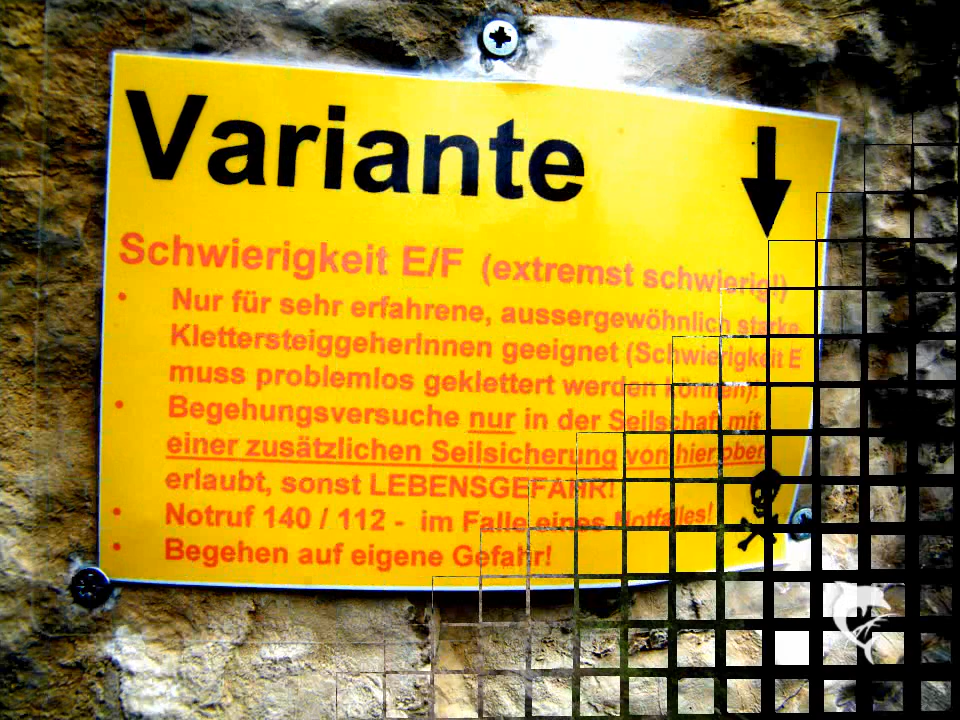 Variante
Schwierigkeit E/F (extremst schwierig!)
• Nur für sehr erfahrene, aussergewöhnlich starke
KlettersteiggeherInnen geeignet (Schwierigkeit E
muss problemlos geklettert werden können)!
• Begehungsversuche nur in der Seilschaft mit
einer zusätzlichen Seilsicherung von hier oben
erlaubt, sonst LEBENSGEFAHR!
• Notruf 140 / 112 - im Falle eines Notfalles!
• Begehen auf eigene Gefahr!